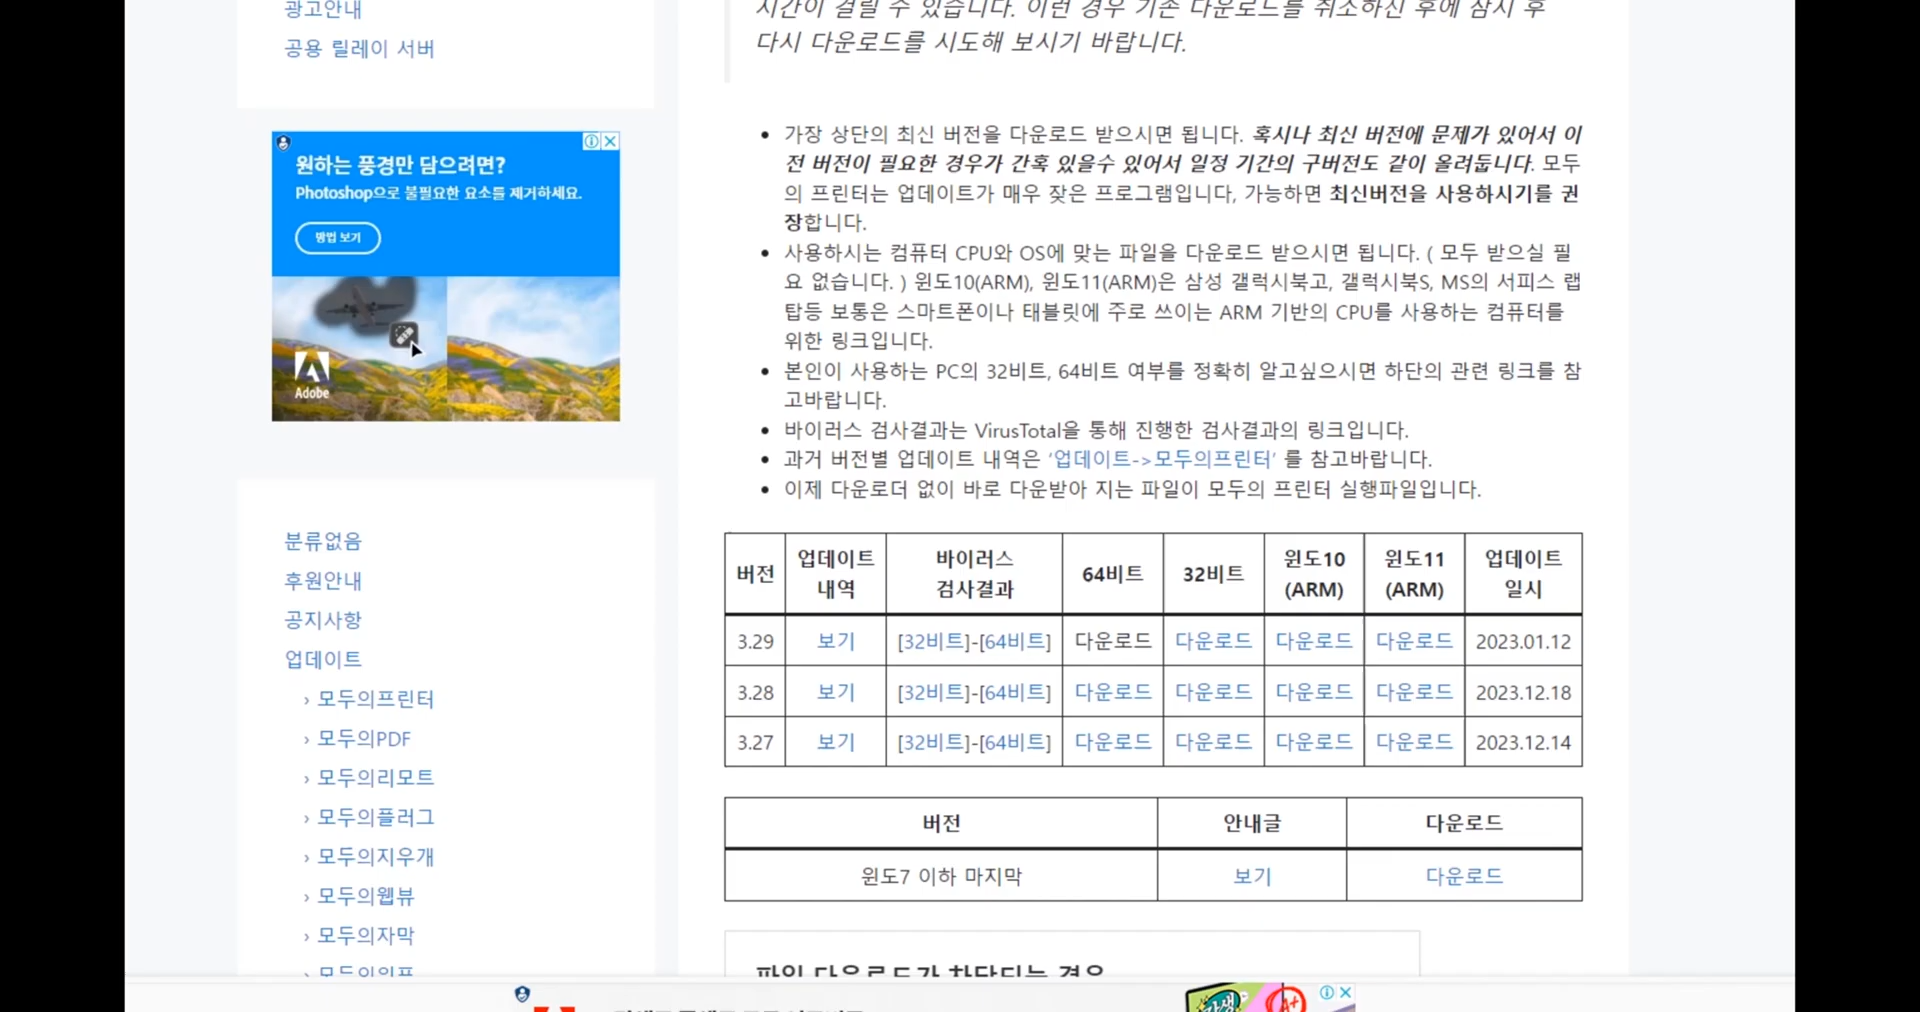 광고안내
공용 릴레이 서버
원하는 풍경만 담으려면?
Photoshop으로 불필요한 요소를 제거하세요.
방법 보기
Adobe
분류없음
후원안내
공지사항
업데이트
› 모두의프린터
› 모두의PDF
› 모두의리모트
› 모두의플러그
› 모두의지우개
› 모두의웹뷰
› 모두의자막
시간이 걸릴 수 있습니다. 이런 경우 기존 다운로드를 취소하신 후에 잠시 후
다시 다운로드를 시도해 보시기 바랍니다.
• 가장 상단의 최신 버전을 다운로드 받으시면 됩니다. 혹시나 최신 버전에 문제가 있어서 이
전 버전이 필요한 경우가 간혹 있을수 있어서 일정 기간의 구버전도 같이 올려둡니다. 모두
의 프린터는 업데이트가 매우 잦은 프로그램입니다, 가능하면 최신버전을 사용하시기를 권
장합니다.
• 사용하시는 컴퓨터 CPU와 OS에 맞는 파일을 다운로드 받으시면 됩니다. ( 모두 받으실 필
요 없습니다. ) 윈도10(ARM), 윈도11(ARM)은 삼성 갤럭시북고, 갤럭시북S, MS의 서피스 랩
탑등 보통은 스마트폰이나 태블릿에 주로 쓰이는 ARM 기반의 CPU를 사용하는 컴퓨터를
위한 링크입니다.
• 본인이 사용하는 PC의 32비트, 64비트 여부를 정확히 알고싶으시면 하단의 관련 링크를 참
고바랍니다.
• 바이러스 검사결과는 VirusTotal을 통해 진행한 검사결과의 링크입니다.
• 과거 버전별 업데이트 내역은 '업데이트->모두의프린터' 를 참고바랍니다.
• 이제 다운로더 없이 바로 다운받아 지는 파일이 모두의 프린터 실행파일입니다.
버전 업데이트 내역 바이러스 검사결과 64비트 32비트 윈도10 (ARM) 윈도11 (ARM) 업데이트 일시
3.29 보기 [32비트]-[64비트] 다운로드 다운로드 다운로드 다운로드 2023.01.12
3.28 보기 [32비트]-[64비트] 다운로드 다운로드 다운로드 다운로드 2023.12.18
3.27 보기 [32비트]-[64비트] 다운로드 다운로드 다운로드 다운로드 2023.12.14
버전 안내글 다운로드
윈도7 이하 마지막 보기 다운로드
파일 다운로드가 차단되는 경우